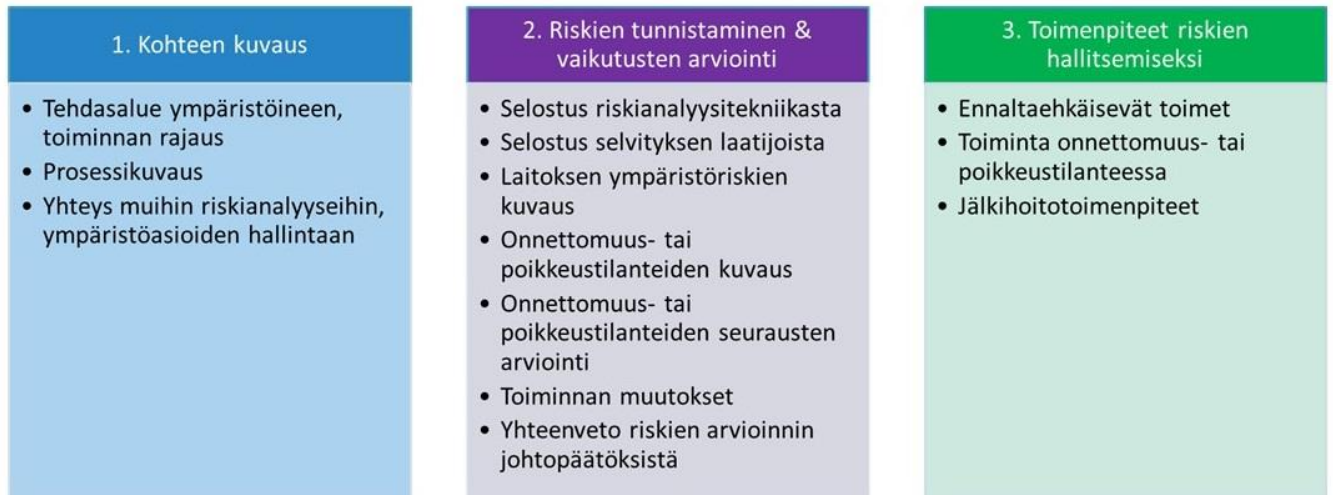 1. Kohteen kuvaus
• Tehdasalue ympäristöineen,
toiminnan rajaus
• Prosessikuvaus
• Yhteys muihin riskianalyyseihin,
ympäristöasioiden hallintaan
2. Riskien tunnistaminen &
vaikutusten arviointi
• Selostus riskianalyysitekniikasta
• Selostus selvityksen laatijoista
• Laitoksen ympäristöriskien
kuvaus
• Onnettomuus- tai
poikkeustilanteiden kuvaus
• Onnettomuus- tai
poikkeustilanteiden seurausten
arviointi
• Toiminnan muutokset
• Yhteenveto riskien arvioinnin
johtopäätöksistä
3. Toimenpiteet riskien
hallitsemiseksi
• Ennaltaehkäisevät toimet
• Toiminta onnettomuus- tai
poikkeustilanteessa
• Jälkihoitotoimenpiteet